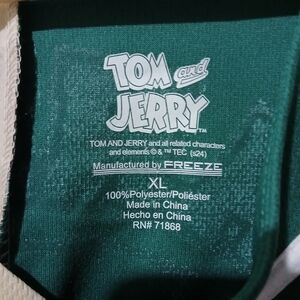 TOM and
JERRY™
TOM AND JERRY and all related characters
and elements © & ™ TEC (s24)
Manufactured by FREEZE
XL
100%Polyester/Poliéster
Made in China
Hecho en China
RN# 71868